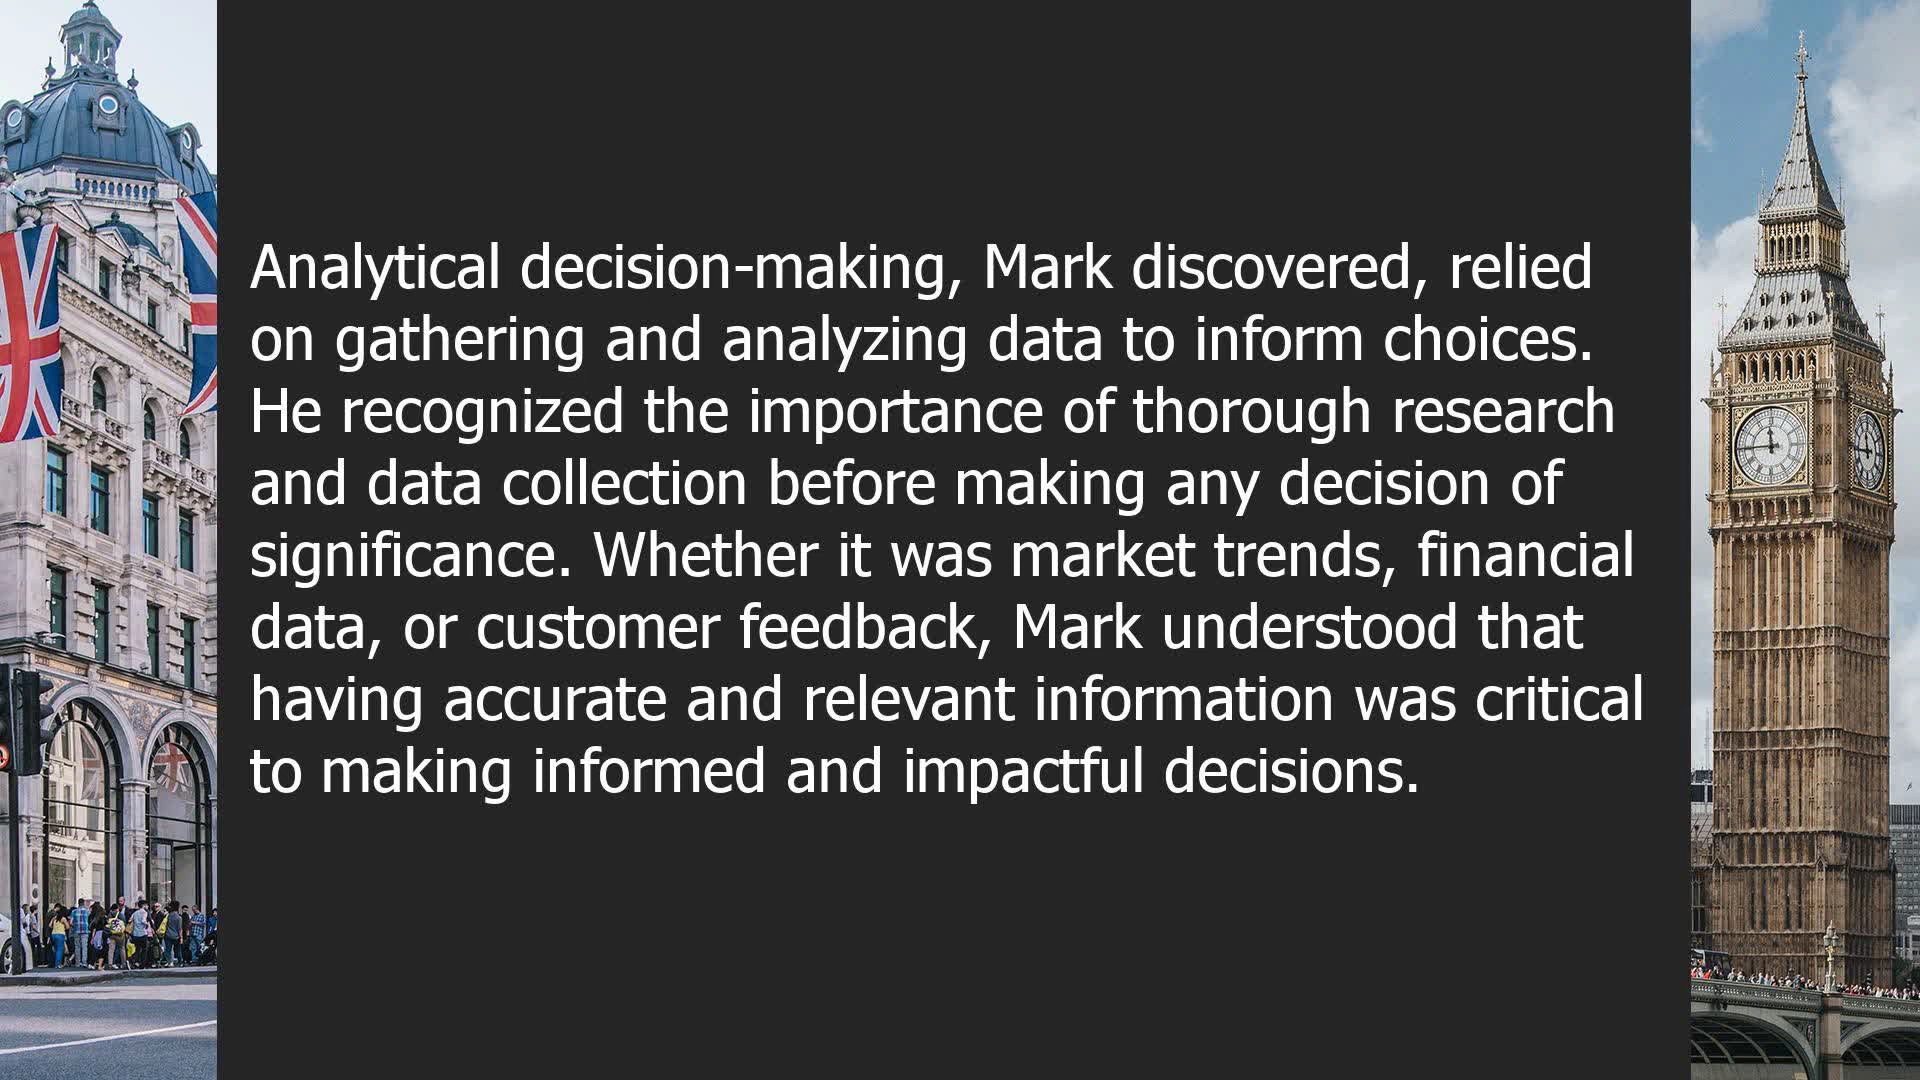 Analytical decision-making, Mark discovered, relied
on gathering and analyzing data to inform choices.
He recognized the importance of thorough research
and data collection before making any decision of
significance. Whether it was market trends, financial
data, or customer feedback, Mark understood that
having accurate and relevant information was critical
to making informed and impactful decisions.